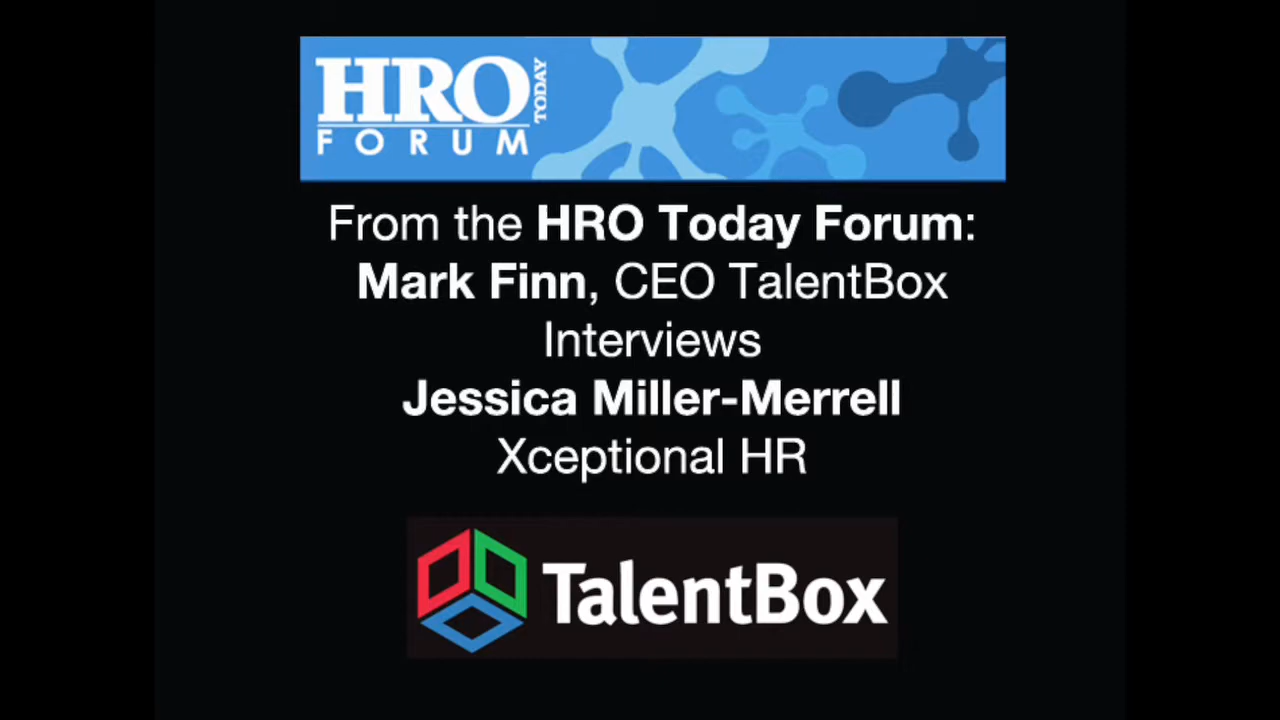 HRO TODAY
FORUM
From the HRO Today Forum:
Mark Finn, CEO TalentBox
Interviews
Jessica Miller-Merrell
Xceptional HR
TalentBox